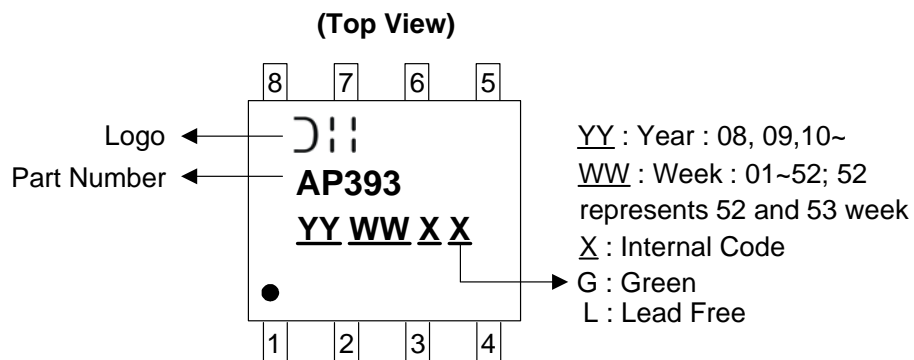 (Top View)
8 7 6 5
Logo
AP393
Part Number
YY WW X X
1 2 3 4
YY : Year : 08, 09,10~
WW : Week : 01~52; 52
represents 52 and 53 week
X : Internal Code
G : Green
L : Lead Free